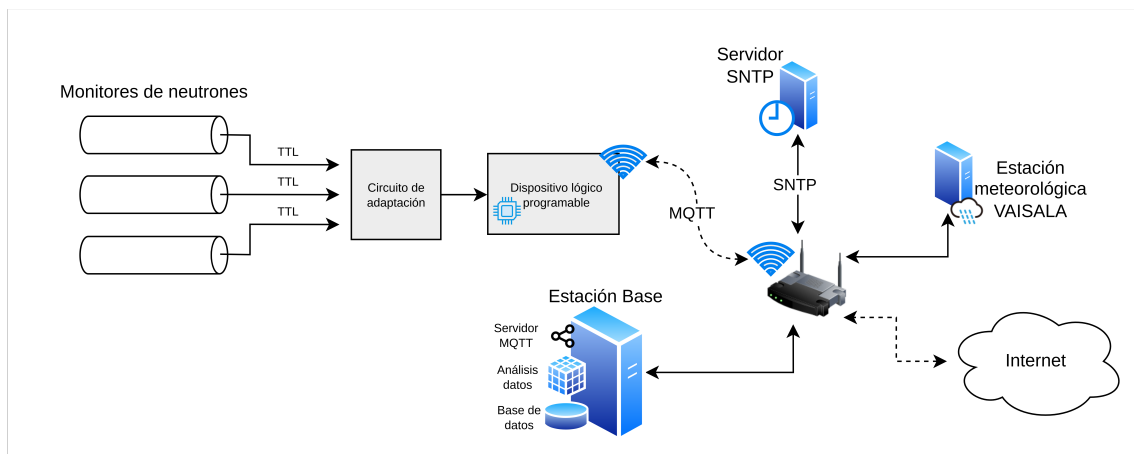 Monitores de neutrones
TTL
TTL
TTL
Circuito de
adaptación
Dispositivo lógico
programable
MQTT
Servidor
SNTP
SNTP
Estación
meteorológica
VAISALA
Estación Base
Servidor
MQTT
Análisis
datos
Base de
datos
Internet